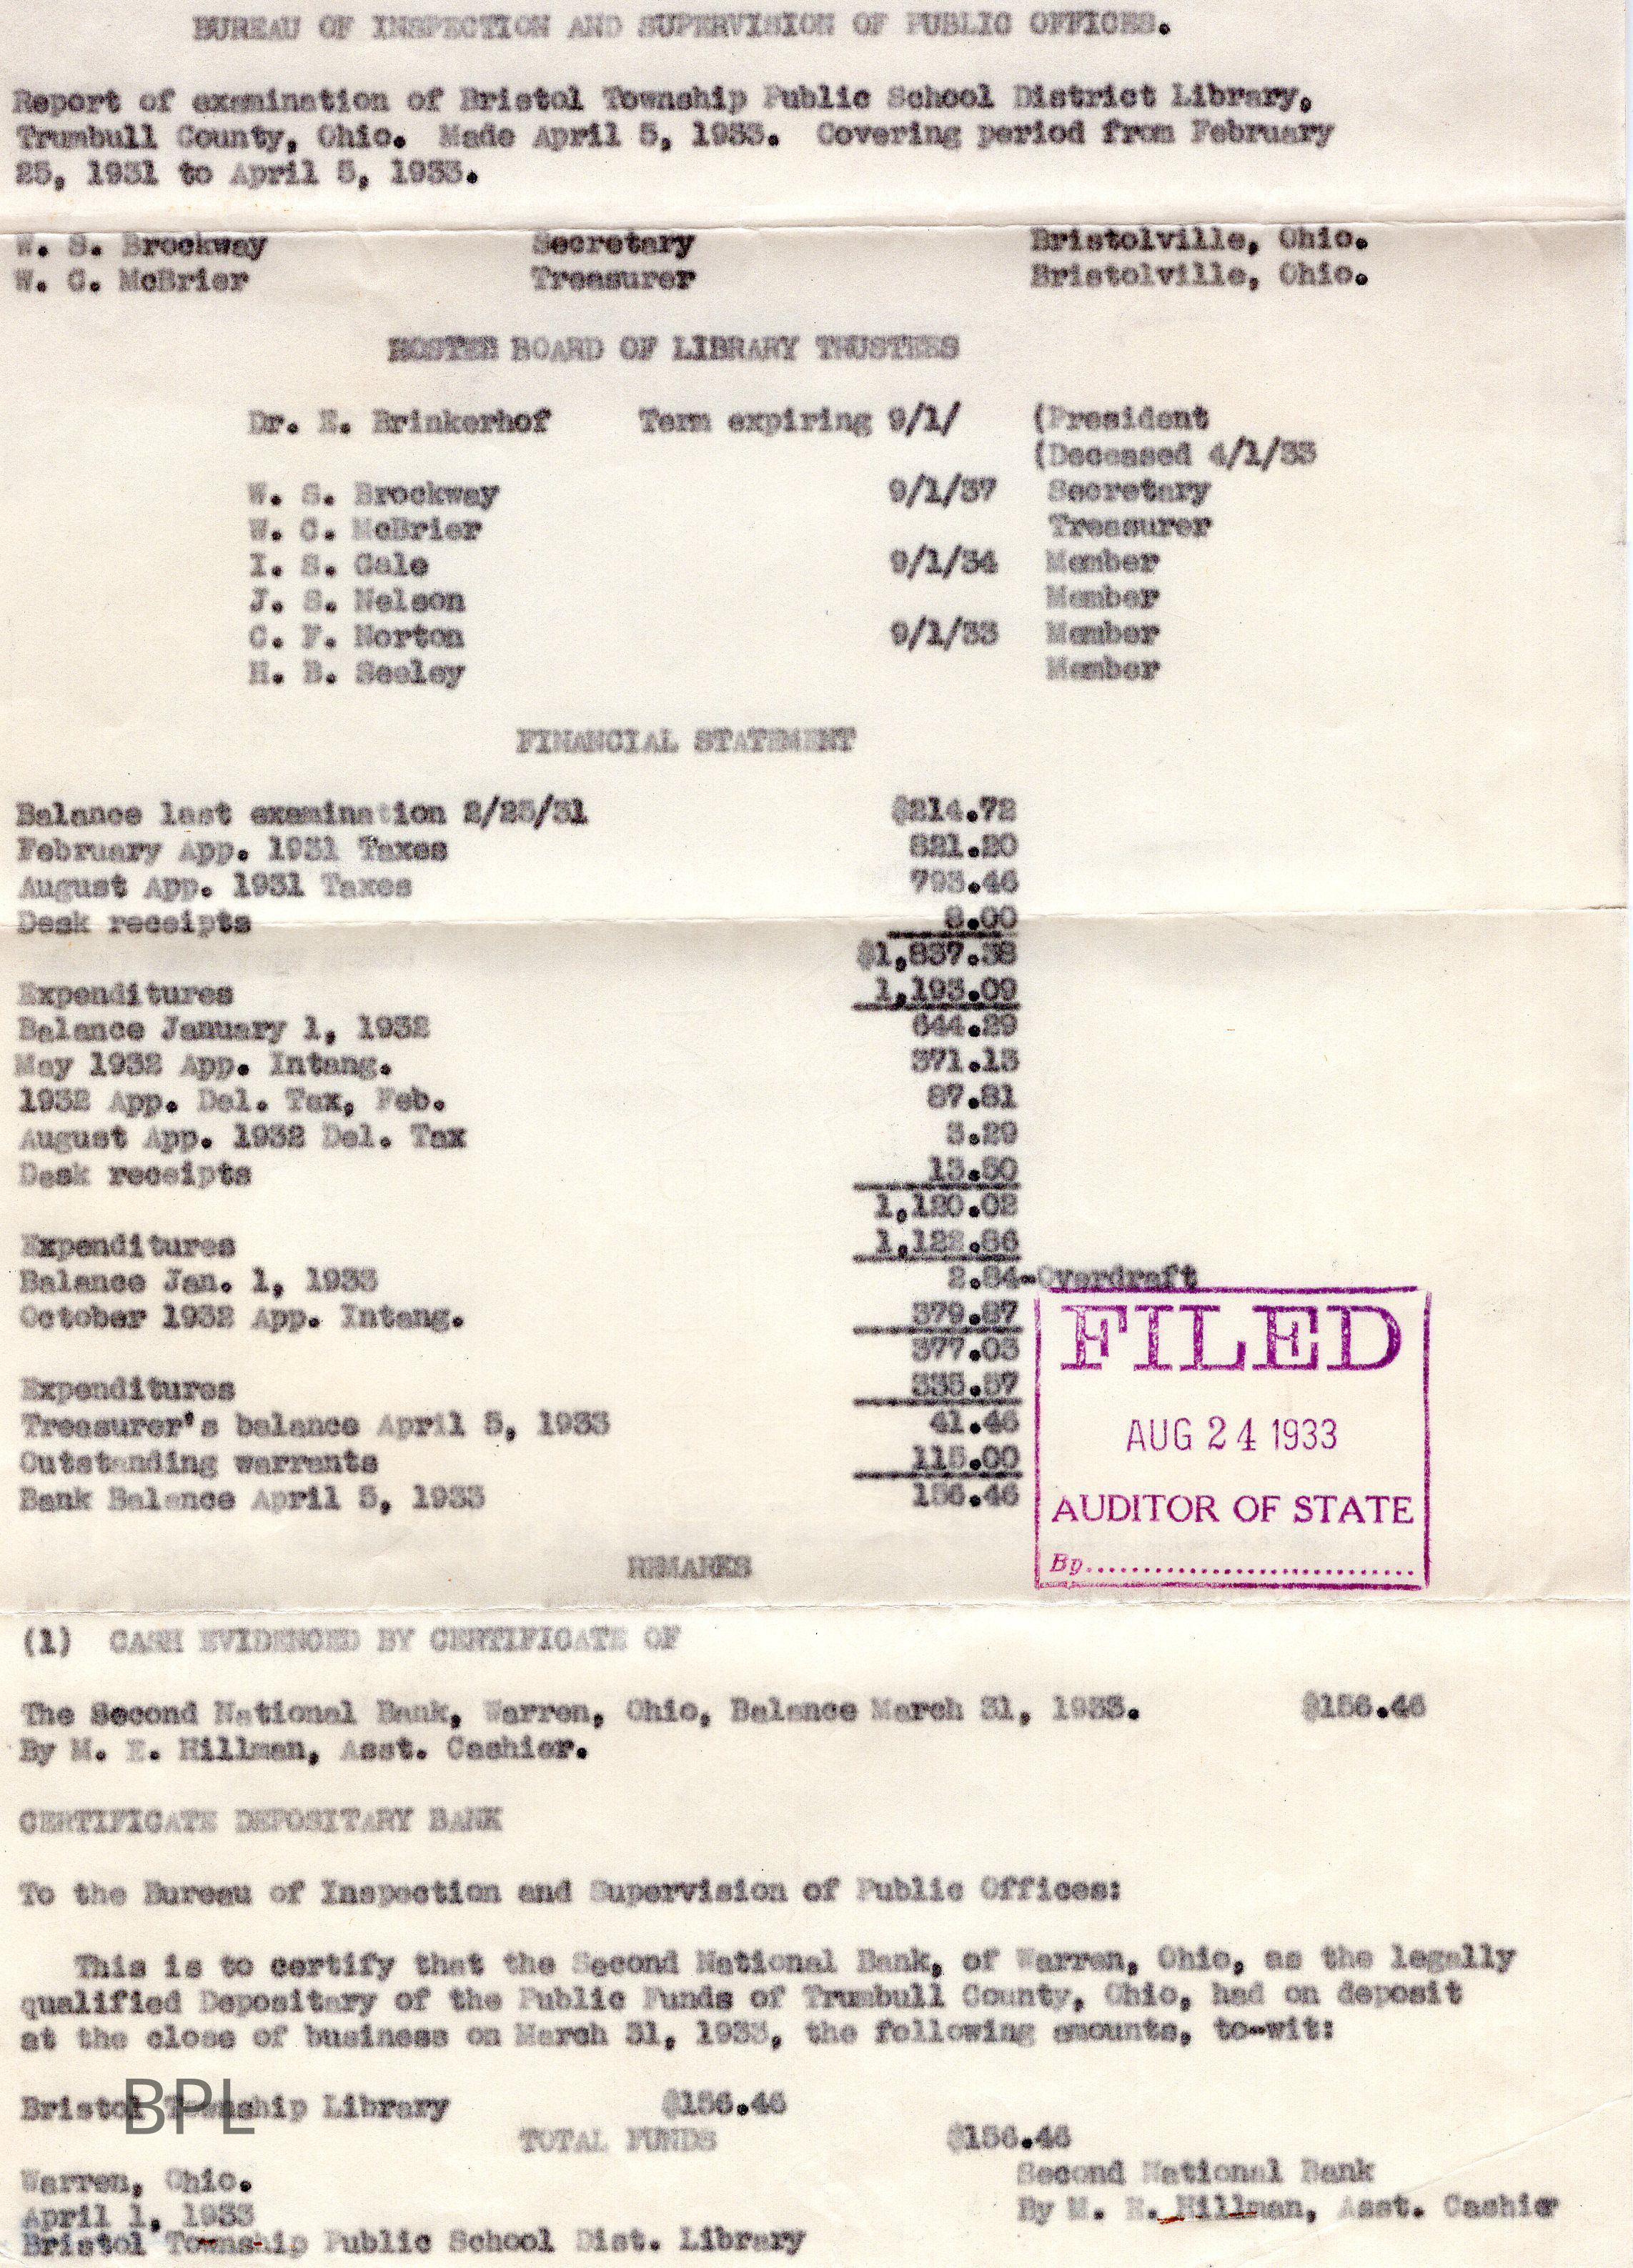 BUREAU OF INSPECTION AND SUPERVISION OF PUBLIC OFFICES.
Report of examination of Bristol Township Public School District Library,
Trumbull County, Ohio. Made April 5, 1933. Covering period from February
25, 1931 to April 5, 1933.
W. S. Brockway Secretary Bristolville, Ohio.
W. C. McBrier Treasurer Bristolville, Ohio.
ROSTER BOARD OF LIBRARY TRUSTEES
Dr. E. Brinkerhof Term expiring 9/1/ (President
(Deceased 4/1/33
W. S. Brockway 9/1/37 Secretary
W. C. McBrier Treasurer
I. S. Gale 9/1/34 Member
J. S. Nelson Member
C. F. Norton 9/1/33 Member
H. B. Seeley Member
FINANCIAL STATEMENT
Balance last examination 2/25/31 $214.72
February App. 1931 Taxes 821.20
August App. 1931 Taxes 793.46
Desk receipts 8.00
$1,837.38
Expenditures 1,193.09
Balance January 1, 1932 644.29
May 1932 App. Intang. 371.13
1932 App. Del. Tax, Feb. 87.81
August App. 1932 Del. Tax 3.29
Desk receipts 13.50
1,120.02
Expenditures 1,122.86
Balance Jan. 1, 1933 2.84-Overdraft
October 1932 App. Intang. 379.87
377.03
Expenditures 335.57
Treasurer's balance April 5, 1933 41.46
Outstanding warrants 115.00
Bank Balance April 5, 1933 156.46
FILED
AUG 24 1933
AUDITOR OF STATE
By..............................
REMARKS
(1) CASH EVIDENCED BY CERTIFICATE OF
The Second National Bank, Warren, Ohio, Balance March 31, 1933. $156.46
By M. E. Hillman, Asst. Cashier.
CERTIFICATE DEPOSITARY BANK
To the Bureau of Inspection and Supervision of Public Offices:
This is to certify that the Second National Bank, of Warren, Ohio, as the legally
qualified Depositary of the Public Funds of Trumbull County, Ohio, had on deposit
at the close of business on March 31, 1933, the following amounts, to-wit:
Bristol Township Library $156.46
BPL
TOTAL FUNDS $156.46
Warren, Ohio. Second National Bank
April 1, 1933 By M. E. Hillman, Asst. Cashier
Bristol Township Public School Dist. Library